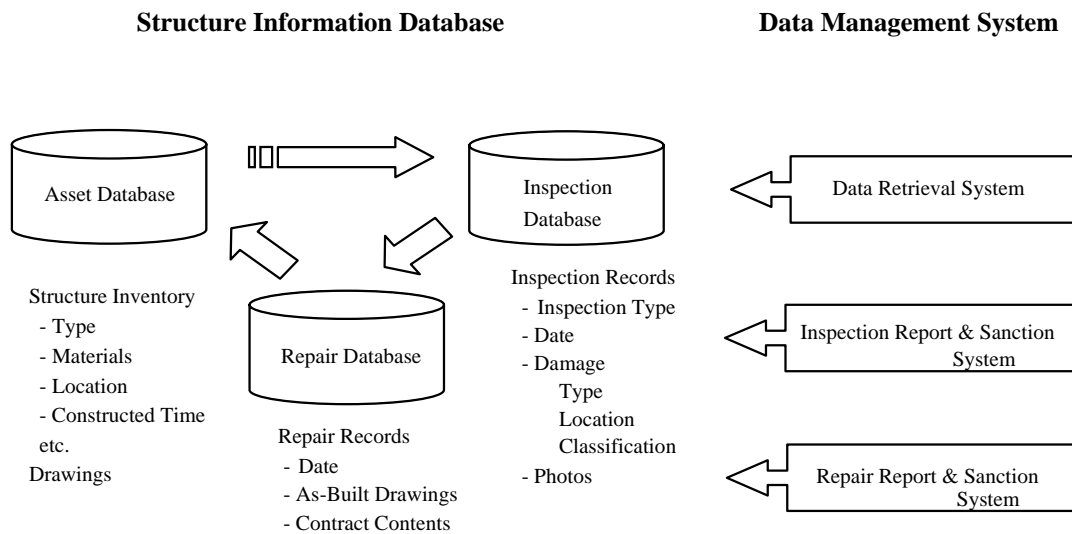 Structure Information Database
Data Management System
Asset Database
Inspection
Database
Data Retrieval System
Structure Inventory
- Type
- Materials
- Location
- Constructed Time
etc.
Drawings
Repair Database
Repair Records
- Date
- As-Built Drawings
- Contract Contents
Inspection Records
- Inspection Type
- Date
- Damage
Type
Location
Classification
- Photos
Inspection Report & Sanction
System
Repair Report & Sanction
System